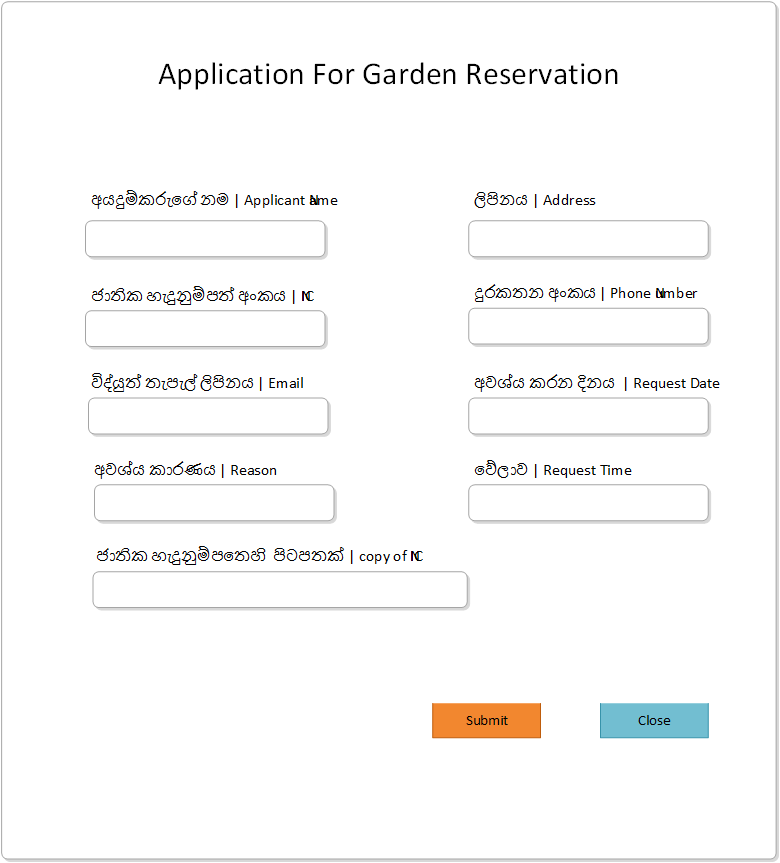 Application For Garden Reservation
අයදුම්කරුගේ නම | Applicant Name
ලිපිනය | Address
ජාතික හැදුනුම්පත් අංකය | NIC
දුරකතන අංකය | Phone Number
විද්යුත් තැපැල් ලිපිනය | Email
අවශ්ය කරන දිනය | Request Date
අවශ්ය කාරණය | Reason
වේලාව | Request Time
ජාතික හැදුනුම්පතෙහි පිටපතක් | copy of NIC
Submit
Close